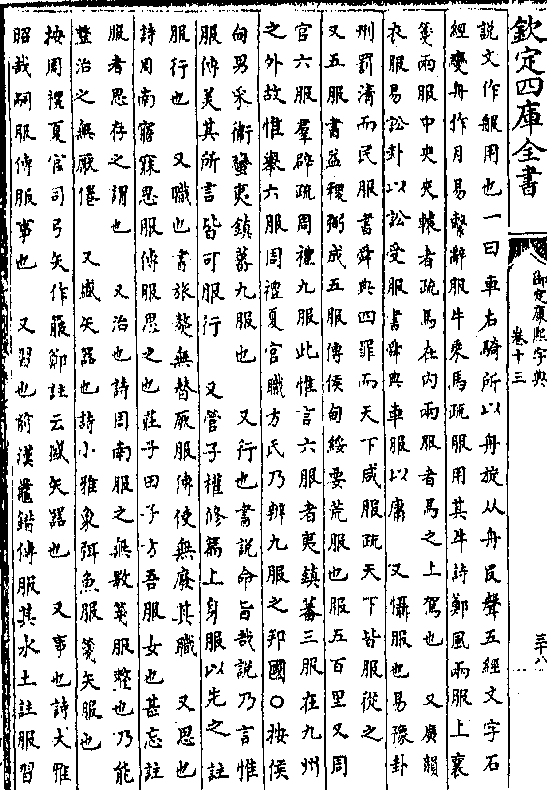 欽定四庫全書
御定康熙字典
卷十三
三十八
說文作𦨕用也一曰車右騎所以舟旋从舟𠬝聲五經文字石
經變舟作月易繫辭服牛乘馬疏服用其牛詩鄭風兩服上襄
箋兩服中央夾轅者疏馬在內兩服者馬之上駕也 又廣韻
衣服易訟卦以訟受服書舜典車服以庸 又懾服也易豫卦
刑罰清而民服書舜典四罪而天下咸服疏天下皆服從之
又五服書益稷弼成五服傳侯甸綏要荒服也服五百里又周
官六服羣辟疏周禮九服此惟言六服者夷鎮蕃三服在九州
之外故惟舉六服周禮夏官職方氏乃辨九服之邦國○按侯
甸男采衛蠻夷鎮蕃九服也 又行也書說命旨哉說乃言惟
服傳美其所言皆可服行 又管子權修篇上身服以先之註
服行也 又職也書旅獒無替厥服傳使無廢其職 又思也
詩周南寤寐思服傳服思之也莊子田子方吾服女也甚忘註
服者思存之謂也 又治也詩周南服之無斁箋服整也乃能
整治之無厭倦 又盛矢器也詩小雅象弭魚服箋矢服也
按周禮夏官司弓矢作箙鄭註云盛矢器也 又事也詩大雅
昭哉嗣服傳服事也 又習也前漢鼂錯傳服其水土註服習